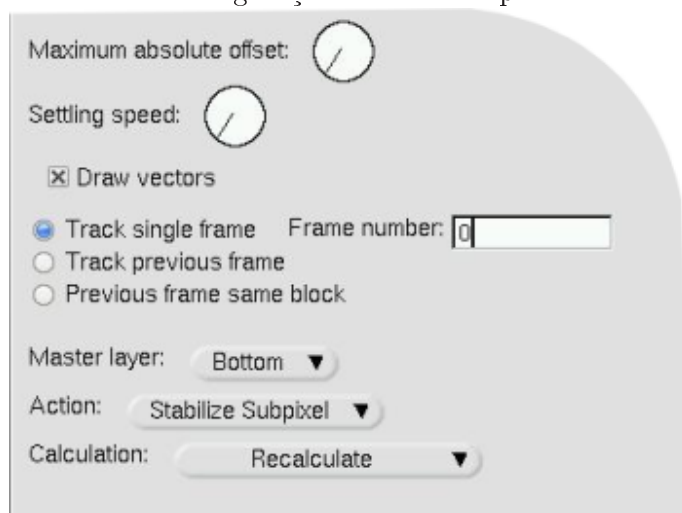 Maximum absolute offset:
Settling speed:
Draw vectors
Track single frame Frame number: 0
Track previous frame
Previous frame same block
Master layer: Bottom
Action: Stabilize Subpixel
Calculation: Recalculate